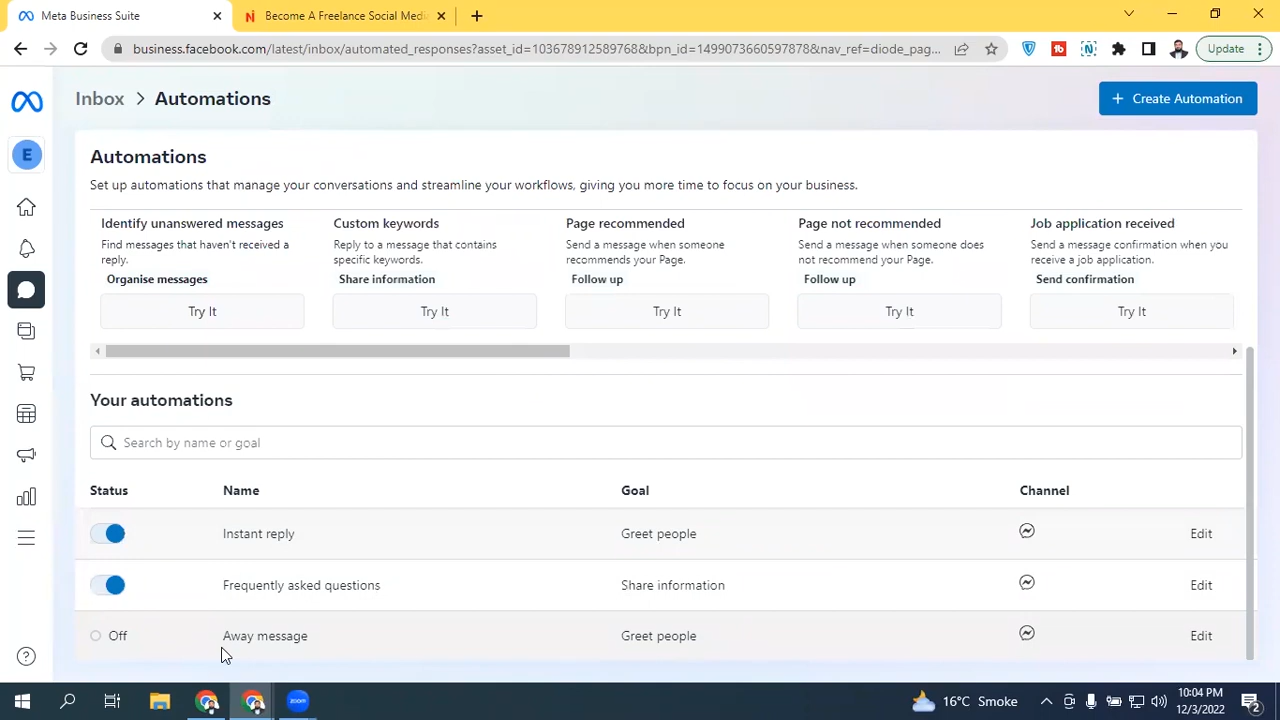 Meta Business Suite
Become A Freelance Social Medi
business.facebook.com/latest/inbox/automated_responses?asset_id=103678912589768&bpn_id=1499073660597878&nav_ref=diode_pag...
Update
Inbox > Automations
+ Create Automation
E
Automations
Set up automations that manage your conversations and streamline your workflows, giving you more time to focus on your business.
Identify unanswered messages
Find messages that haven't received a
reply.
Organise messages
Try It
Custom keywords
Reply to a message that contains
specific keywords.
Share information
Try It
Page recommended
Send a message when someone
recommends your Page.
Follow up
Try It
Page not recommended
Send a message when someone does
not recommend your Page.
Follow up
Try It
Job application received
Send a message confirmation when you
receive a job application.
Send confirmation
Try It
Your automations
Search by name or goal
Status Name Goal Channel
Instant reply Greet people Edit
Frequently asked questions Share information Edit
Off Away message Greet people Edit
zoom
16°C Smoke
10:04 PM
12/3/2022
2